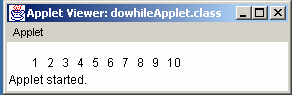 Applet Viewer: dowhileApplet.class
Applet
1 2 3 4 5 6 7 8 9 10
Applet started.